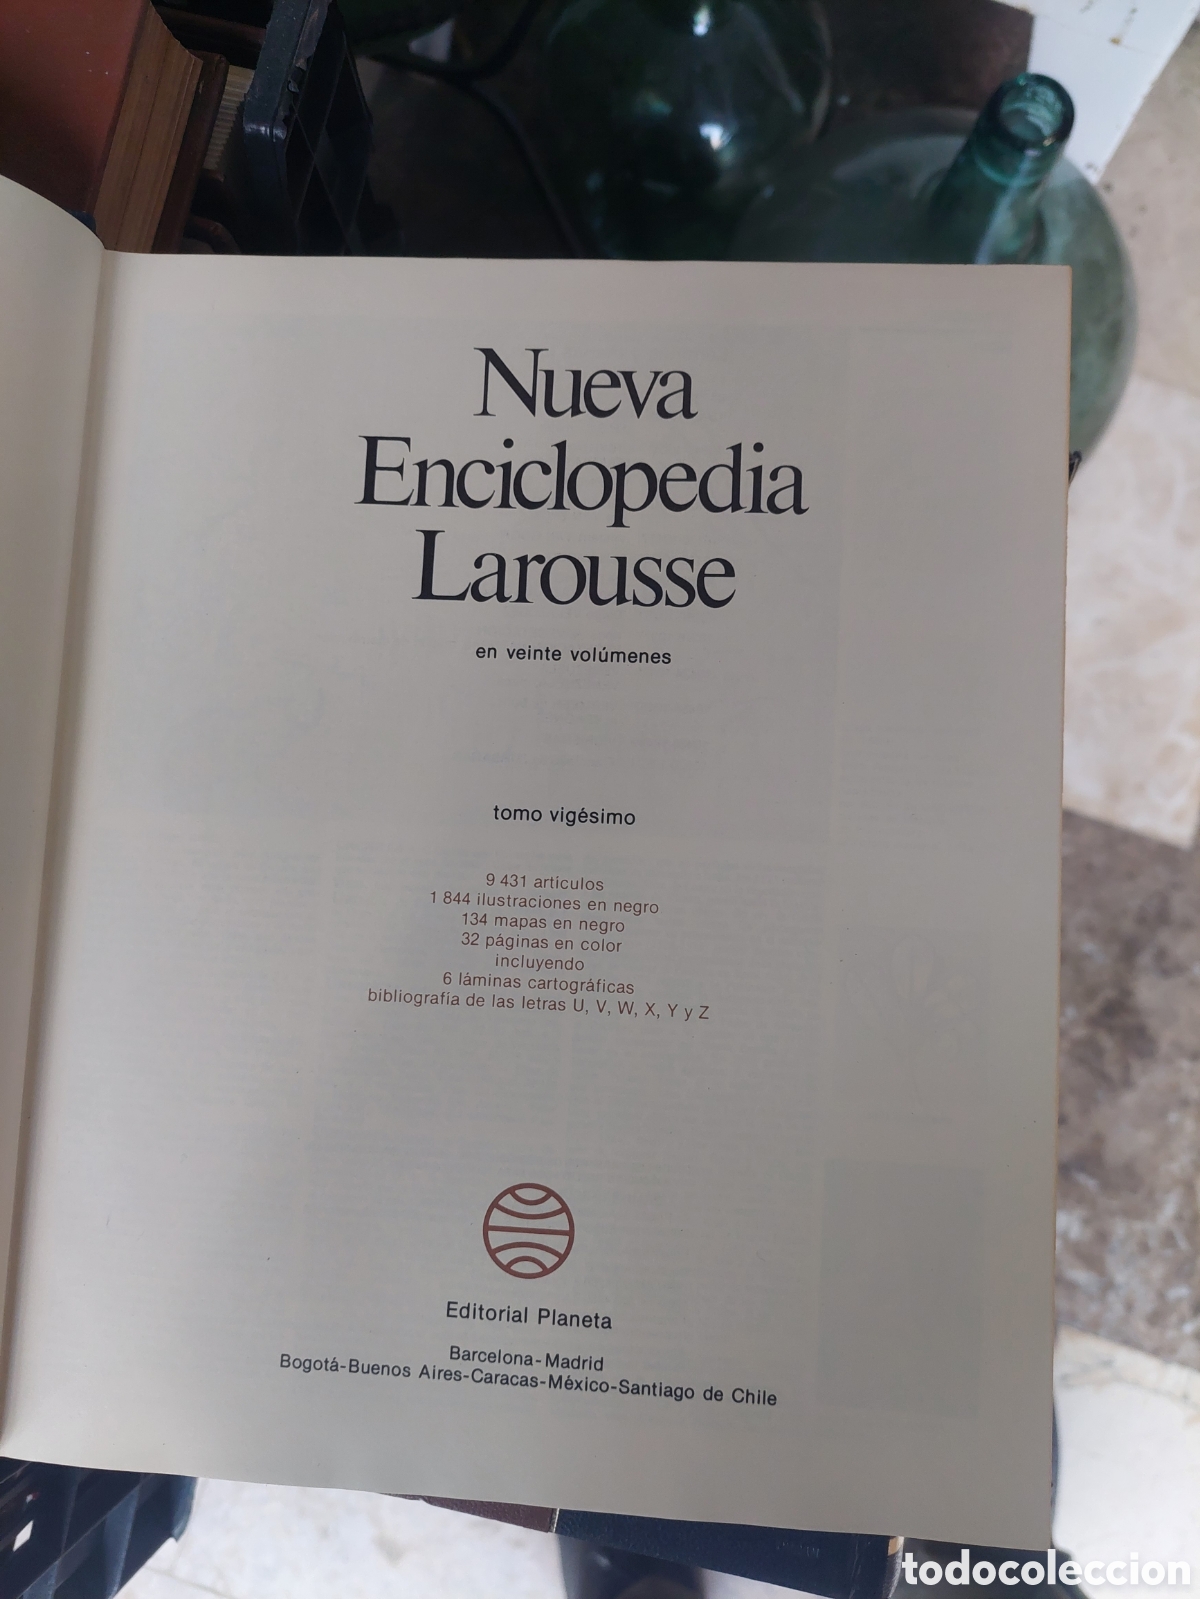 Nueva
Enciclopedia
Larousse
en veinte volúmenes
tomo vigésimo
9 431 artículos
1 844 ilustraciones en negro
134 mapas en negro
32 páginas en color
incluyendo
6 láminas cartográficas
bibliografía de las letras U, V, W, X, Y y Z
Editorial Planeta
Barcelona-Madrid
Bogotá-Buenos Aires-Caracas-México-Santiago de Chile
todocoleccion